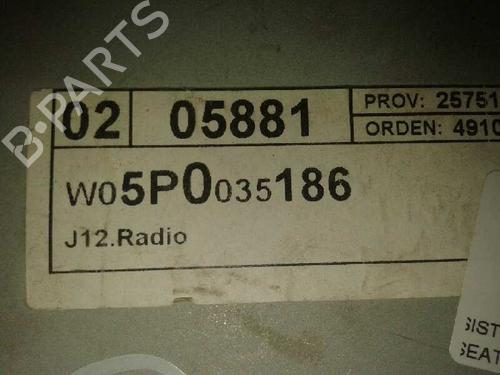 B-PARTS
02 05881 PROV: 25751
ORDEN: 4910
W05P0035186
J12.Radio
SIST
SEAT